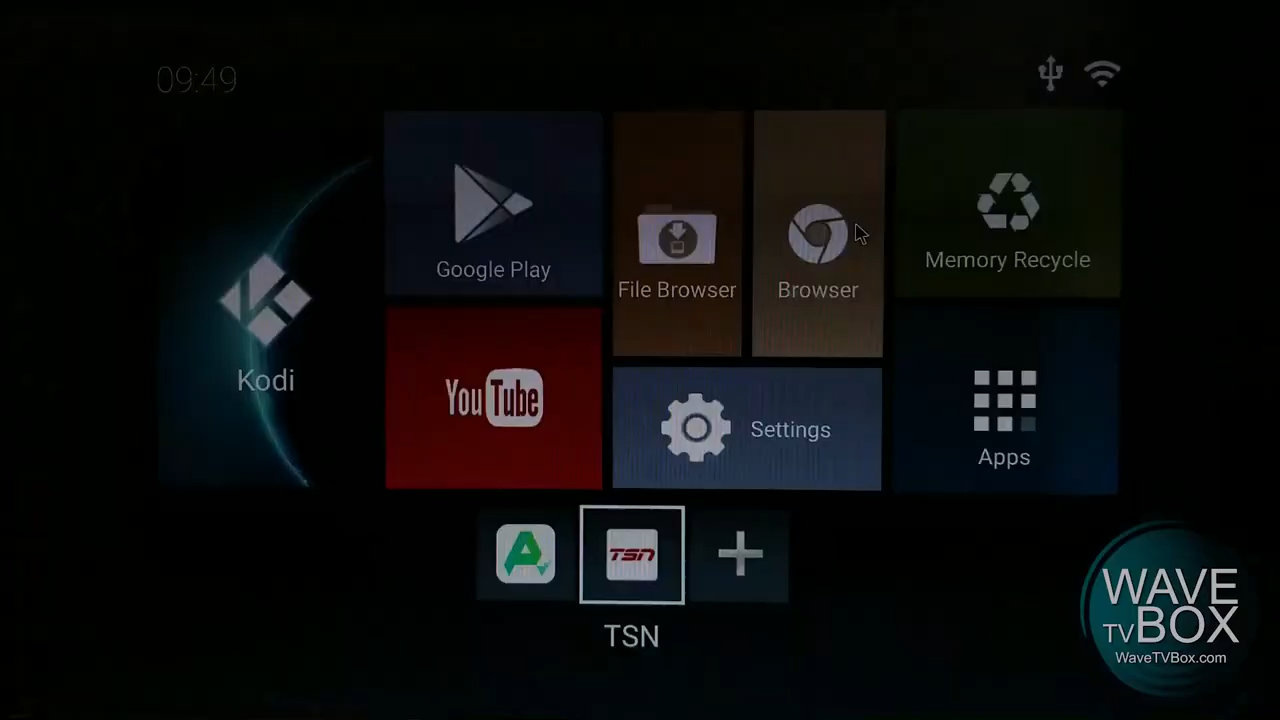 09:49
Google Play
File Browser
Browser
Memory Recycle
Kodi
YouTube
Settings
Apps
TSN
TSN
WAVE
TV BOX
WaveTVBox.com